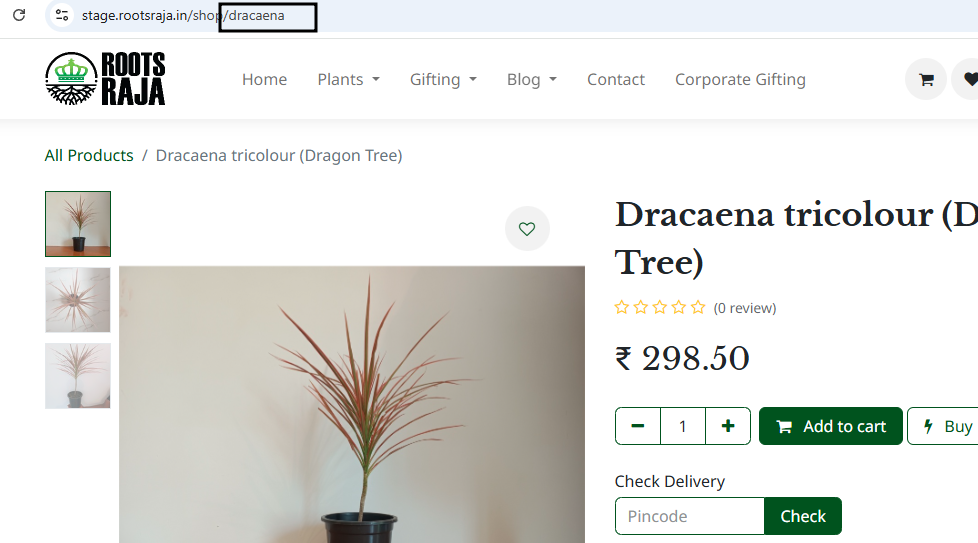 stage.rootsraja.in/shop/dracaena
ROOTS
RAJA
Home Plants Gifting Blog Contact Corporate Gifting
All Products / Dracaena tricolour (Dragon Tree)
Dracaena tricolour (D
Tree)
(0 review)
₹ 298.50
1
Add to cart
Buy
Check Delivery
Pincode
Check